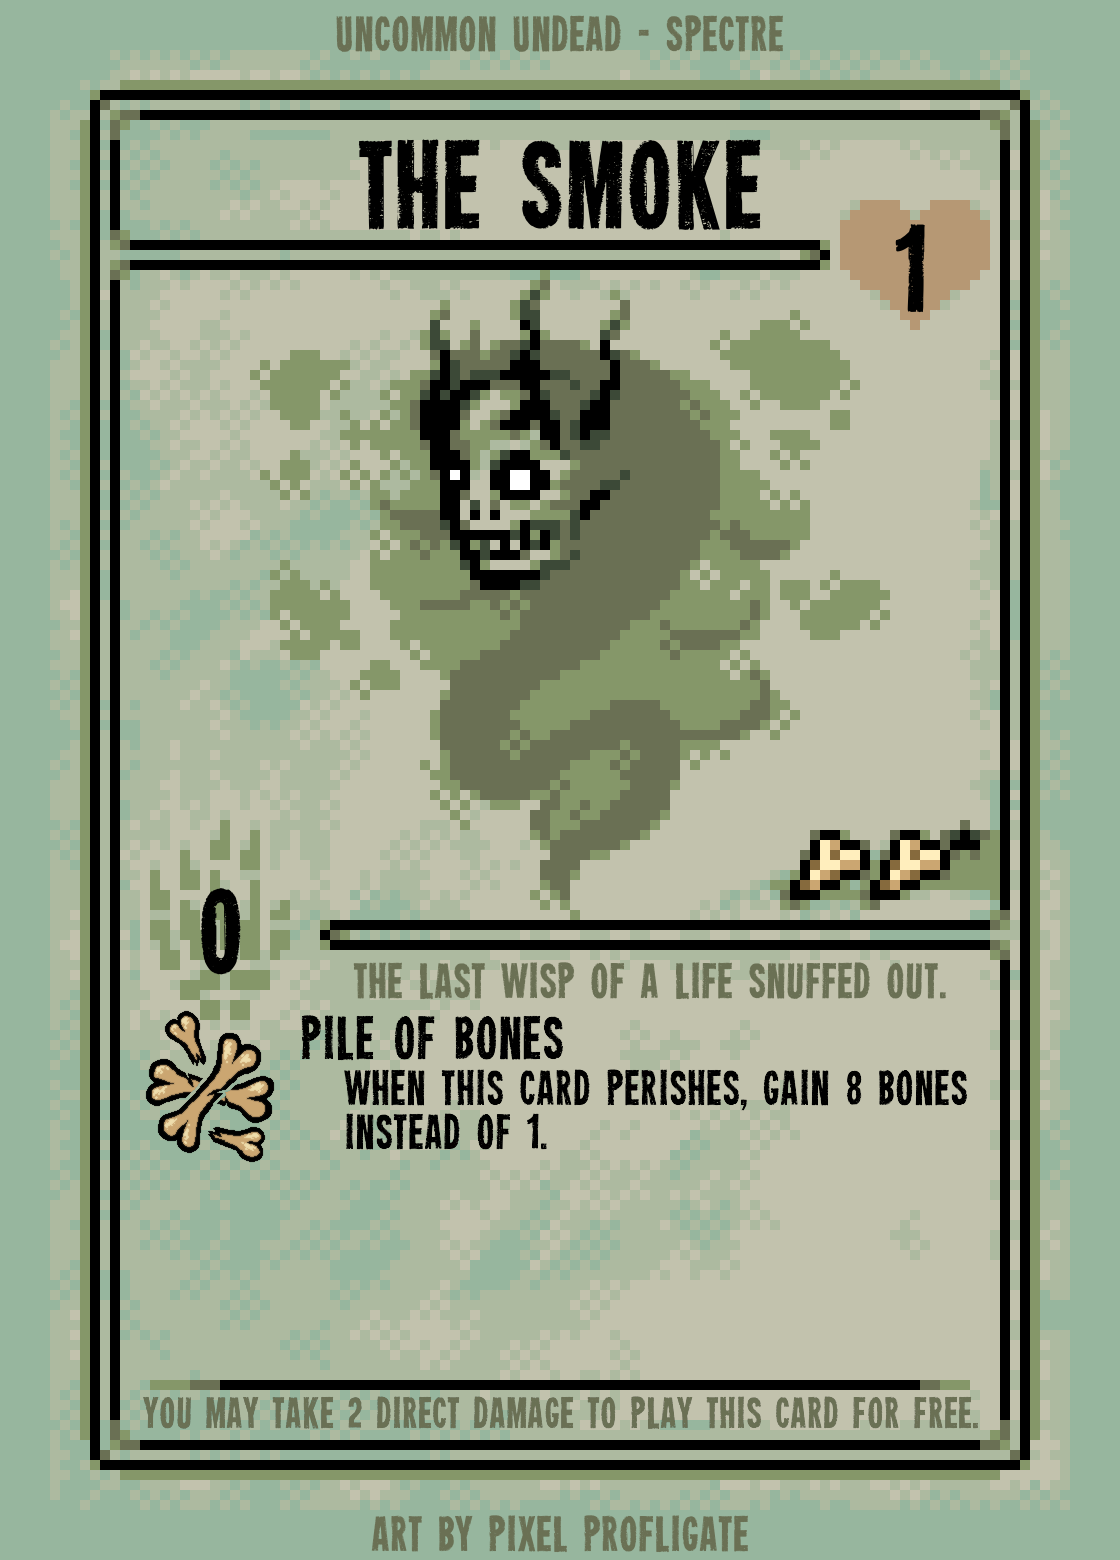 UNCOMMON UNDEAD - SPECTRE
THE SMOKE
1
0
THE LAST WISP OF A LIFE SNUFFED OUT.
PILE OF BONES
WHEN THIS CARD PERISHES, GAIN 8 BONES
INSTEAD OF 1.
YOU MAY TAKE 2 DIRECT DAMAGE TO PLAY THIS CARD FOR FREE.
ART BY PIXEL PROFLIGATE